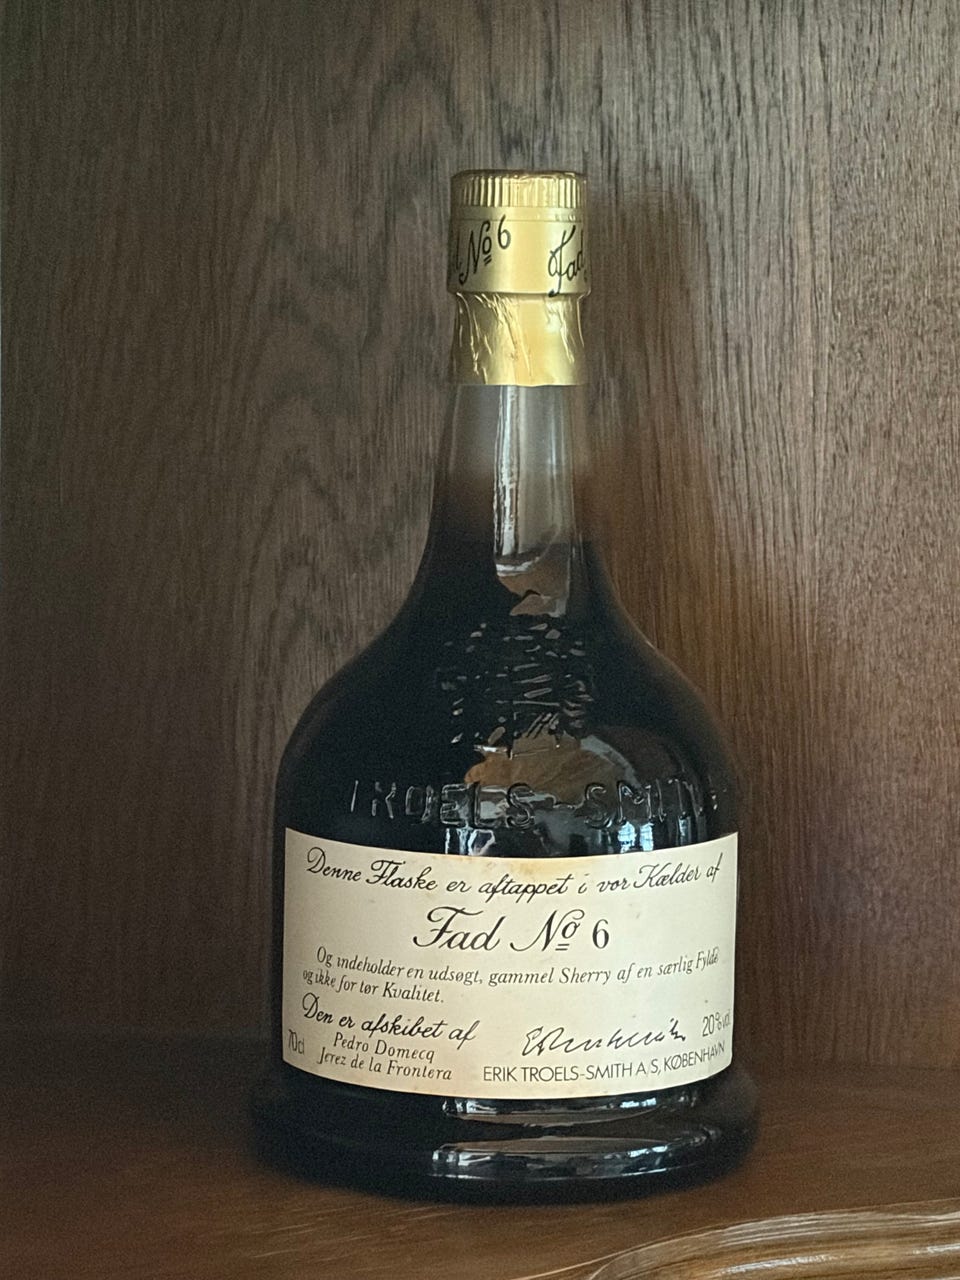 Nº 6 Fad
TROELS-SMITH
Denne Flaske er aftappet i vor Kælder af
Fad Nº 6
Og indeholder en udsøgt, gammel Sherry af en særlig Fylde
og ikke for tør Kvalitet.
Den er afskibet af
Pedro Domecq
Jerez de la Frontera
70cl
20% vol.
ERIK TROELS-SMITH A/S, KØBENHAVN